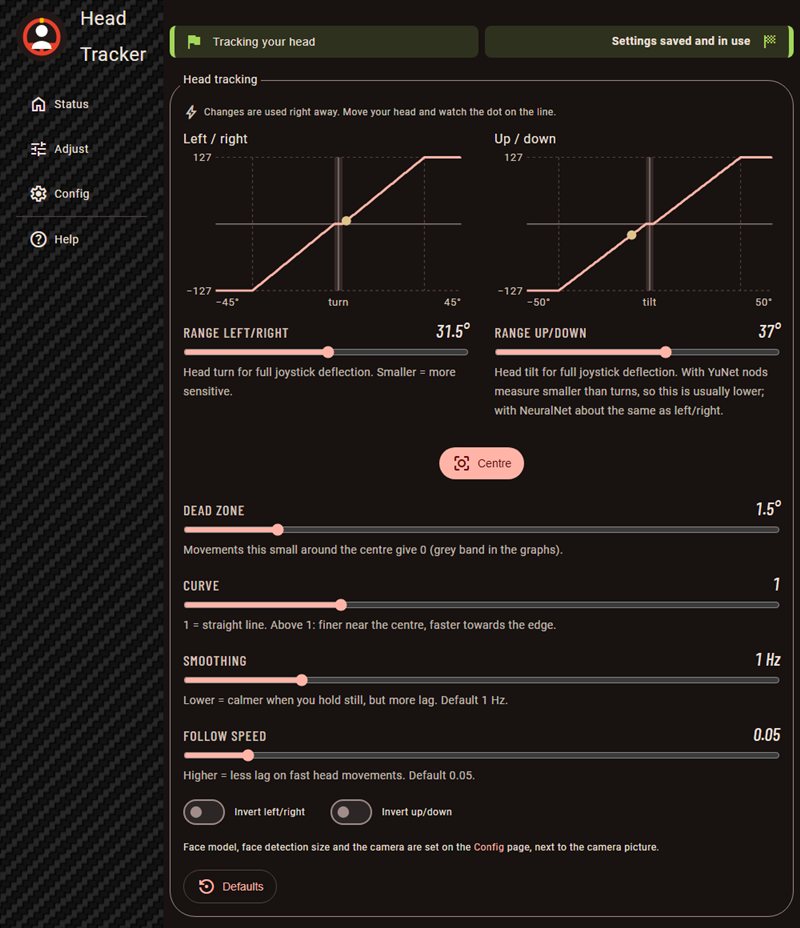 Head
Tracker
Status
Adjust
Config
Help
Tracking your head
Settings saved and in use
Head tracking
Changes are used right away. Move your head and watch the dot on the line.
Left / right
127
−127
−45°
turn
45°
Up / down
127
−127
−50°
tilt
50°
RANGE LEFT/RIGHT
31.5°
Head turn for full joystick deflection. Smaller = more
sensitive.
RANGE UP/DOWN
37°
Head tilt for full joystick deflection. With YuNet nods
measure smaller than turns, so this is usually lower;
with NeuralNet about the same as left/right.
Centre
DEAD ZONE
1.5°
Movements this small around the centre give 0 (grey band in the graphs).
CURVE
1
1 = straight line. Above 1: finer near the centre, faster towards the edge.
SMOOTHING
1 Hz
Lower = calmer when you hold still, but more lag. Default 1 Hz.
FOLLOW SPEED
0.05
Higher = less lag on fast head movements. Default 0.05.
Invert left/right
Invert up/down
Face model, face detection size and the camera are set on the Config page, next to the camera picture.
Defaults